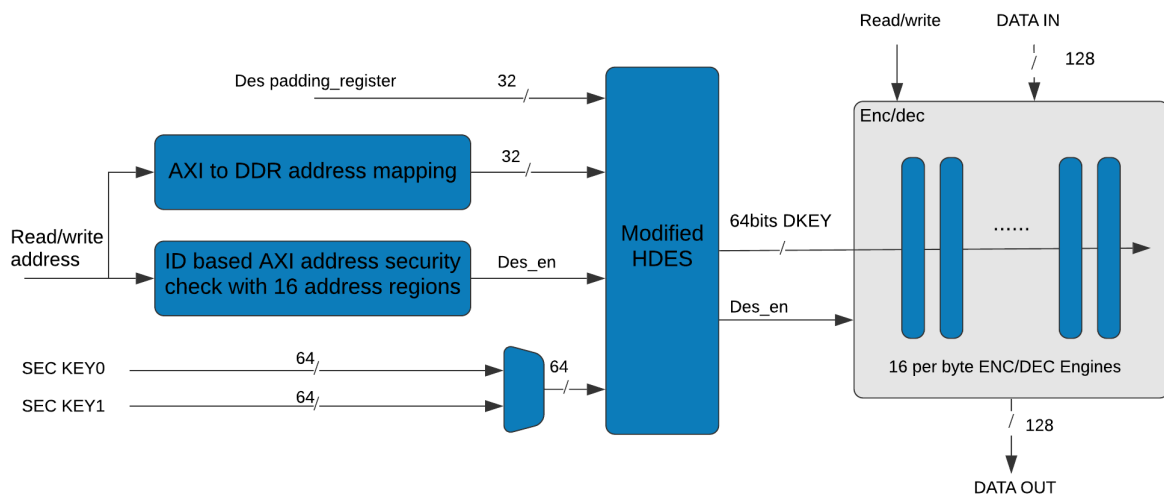 Read/write
DATA IN
128
Des padding_register
32
Enc/dec
AXI to DDR address mapping
32
Modified
HDES
64bits DKEY
......
Read/write
address
ID based AXI address security
check with 16 address regions
Des_en
Des_en
16 per byte ENC/DEC Engines
SEC KEY0
64
64
SEC KEY1
64
128
DATA OUT